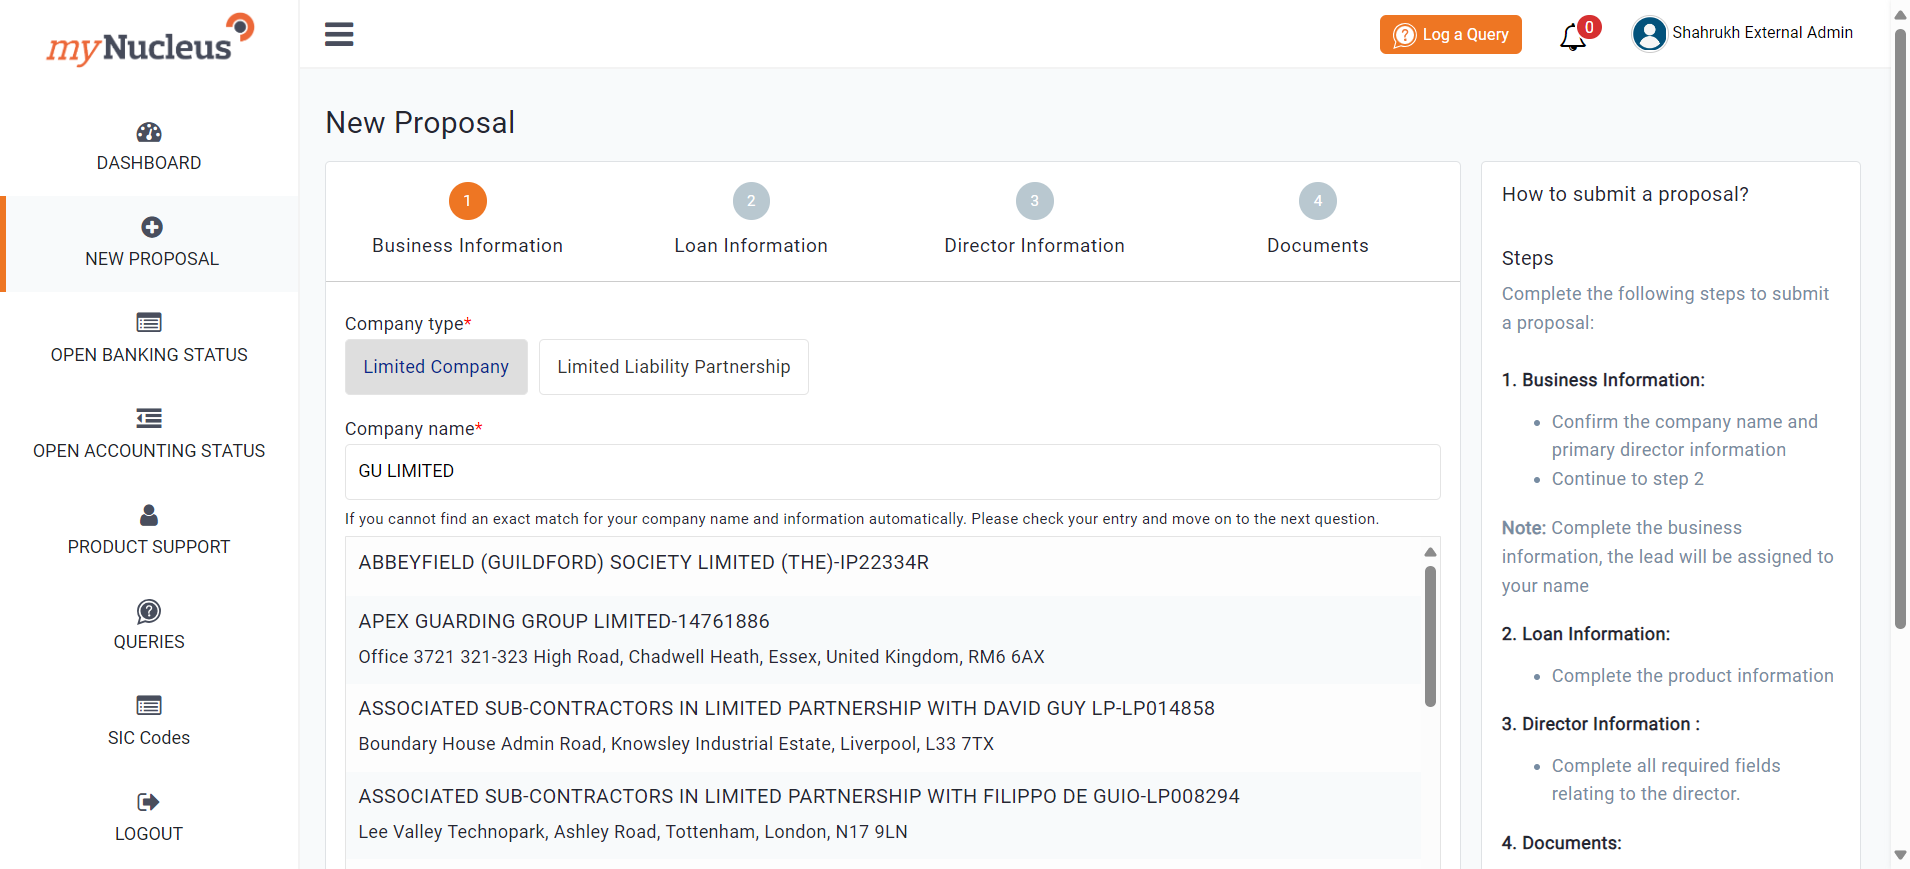 myNucleus
DASHBOARD
NEW PROPOSAL
OPEN BANKING STATUS
OPEN ACCOUNTING STATUS
PRODUCT SUPPORT
QUERIES
SIC Codes
LOGOUT
Log a Query
0
Shahrukh External Admin
New Proposal
1
2
3
4
Business Information
Loan Information
Director Information
Documents
Company type*
Limited Company
Limited Liability Partnership
Company name*
GU LIMITED
If you cannot find an exact match for your company name and information automatically. Please check your entry and move on to the next question.
ABBEYFIELD (GUILDFORD) SOCIETY LIMITED (THE)-IP22334R
APEX GUARDING GROUP LIMITED-14761886
Office 3721 321-323 High Road, Chadwell Heath, Essex, United Kingdom, RM6 6AX
ASSOCIATED SUB-CONTRACTORS IN LIMITED PARTNERSHIP WITH DAVID GUY LP-LP014858
Boundary House Admin Road, Knowsley Industrial Estate, Liverpool, L33 7TX
ASSOCIATED SUB-CONTRACTORS IN LIMITED PARTNERSHIP WITH FILIPPO DE GUIO-LP008294
Lee Valley Technopark, Ashley Road, Tottenham, London, N17 9LN
How to submit a proposal?
Steps
Complete the following steps to submit
a proposal:
1. Business Information:
• Confirm the company name and
primary director information
• Continue to step 2
Note: Complete the business
information, the lead will be assigned to
your name
2. Loan Information:
• Complete the product information
3. Director Information :
• Complete all required fields
relating to the director.
4. Documents: